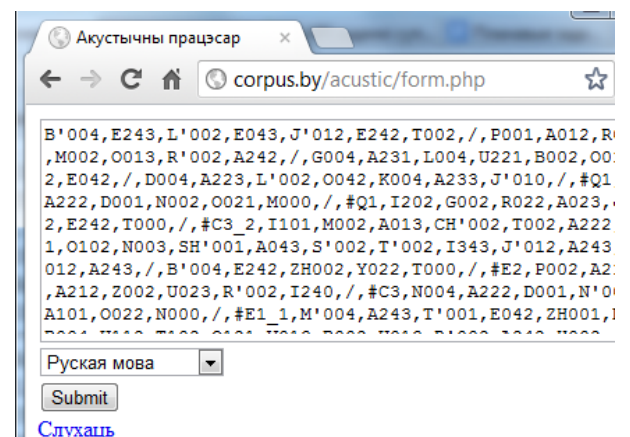 Акустычны працэсар
corpus.by/acustic/form.php
B'004,E243,L'002,E043,J'012,E242,T002,/,P001,A012,
,M002,O013,R'002,A242,/,G004,A231,L004,U221,B002,
2,E042,/,D004,A223,L'002,O042,K004,A233,J'010,/,#Q1
A222,D001,N002,O021,M000,/,#Q1,I202,G002,R022,A023,
2,E242,T000,/,#C3_2,I101,M002,A013,CH'002,T002,A222
1,O102,N003,SH'001,A043,S'002,T'002,I343,J'012,A243
012,A243,/,B'004,E242,ZH002,Y022,T000,/,#E2,P002,
,A212,Z002,U023,R'002,I240,/,#C3,N004,A222,D001,
A101,O022,N000,/,#E1_1,M'004,A243,T'001,E042,ZH001,
Руская мова
Submit
Слухаць